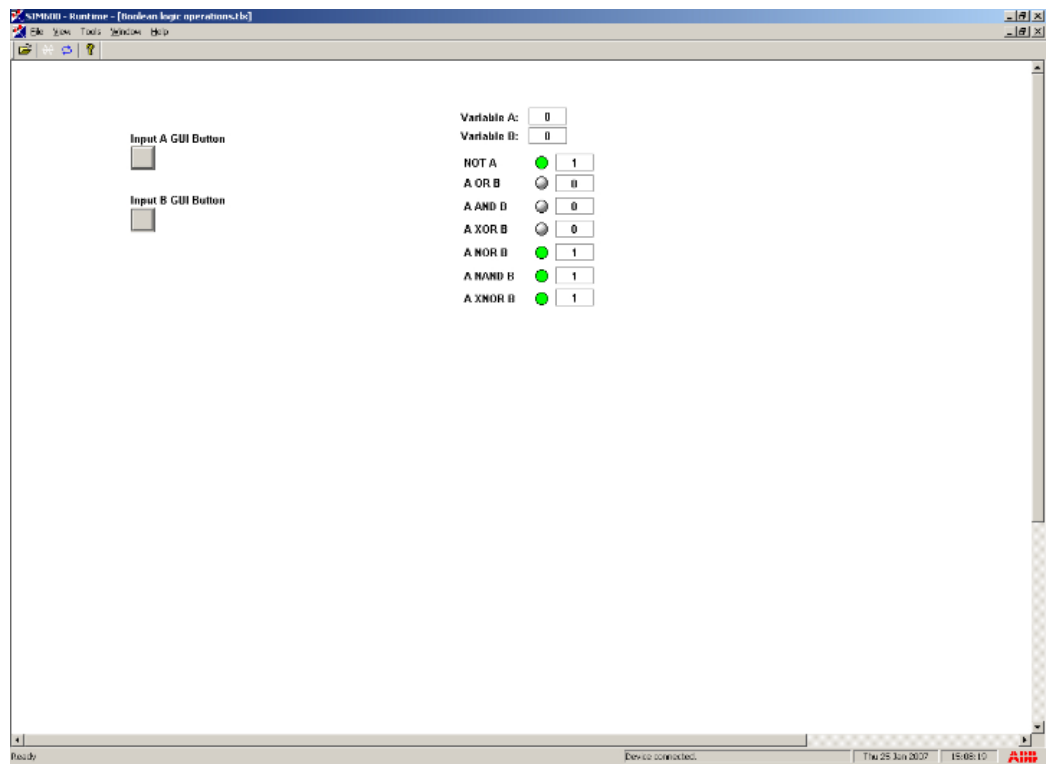 SIM600 - Runtime - [Boolean logic operations.tbx]
File View Tools Window Help
Variable A: 0
Variable B: 0
Input A GUI Button
NOT A 1
A OR B 0
Input B GUI Button
A AND B 0
A XOR B 0
A NOR B 1
A NAND B 1
A XNOR B 1
Ready Device connected. Thu 25 Jan 2007 15:08:19 ABB